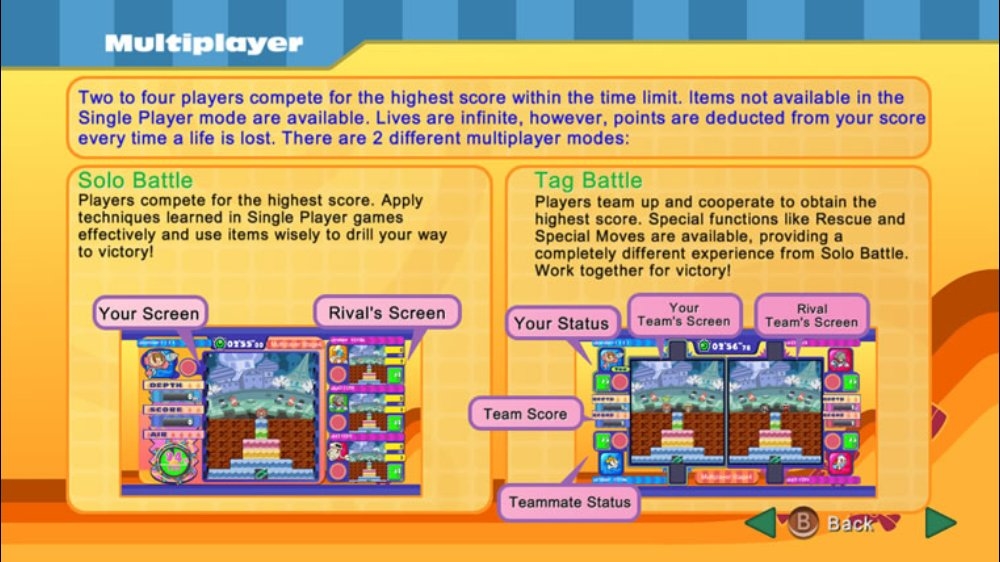 Multiplayer
Two to four players compete for the highest score within the time limit. Items not available in the
Single Player mode are available. Lives are infinite, however, points are deducted from your score
every time a life is lost. There are 2 different multiplayer modes:
Solo Battle
Players compete for the highest score. Apply
techniques learned in Single Player games
effectively and use items wisely to drill your way
to victory!
Your Screen
Rival's Screen
DEPTH
SCORE
AIR
Tag Battle
Players team up and cooperate to obtain the
highest score. Special functions like Rescue and
Special Moves are available, providing a
completely different experience from Solo Battle.
Work together for victory!
Your Status
Your
Team's Screen
Rival
Team's Screen
Team Score
Teammate Status
B Back